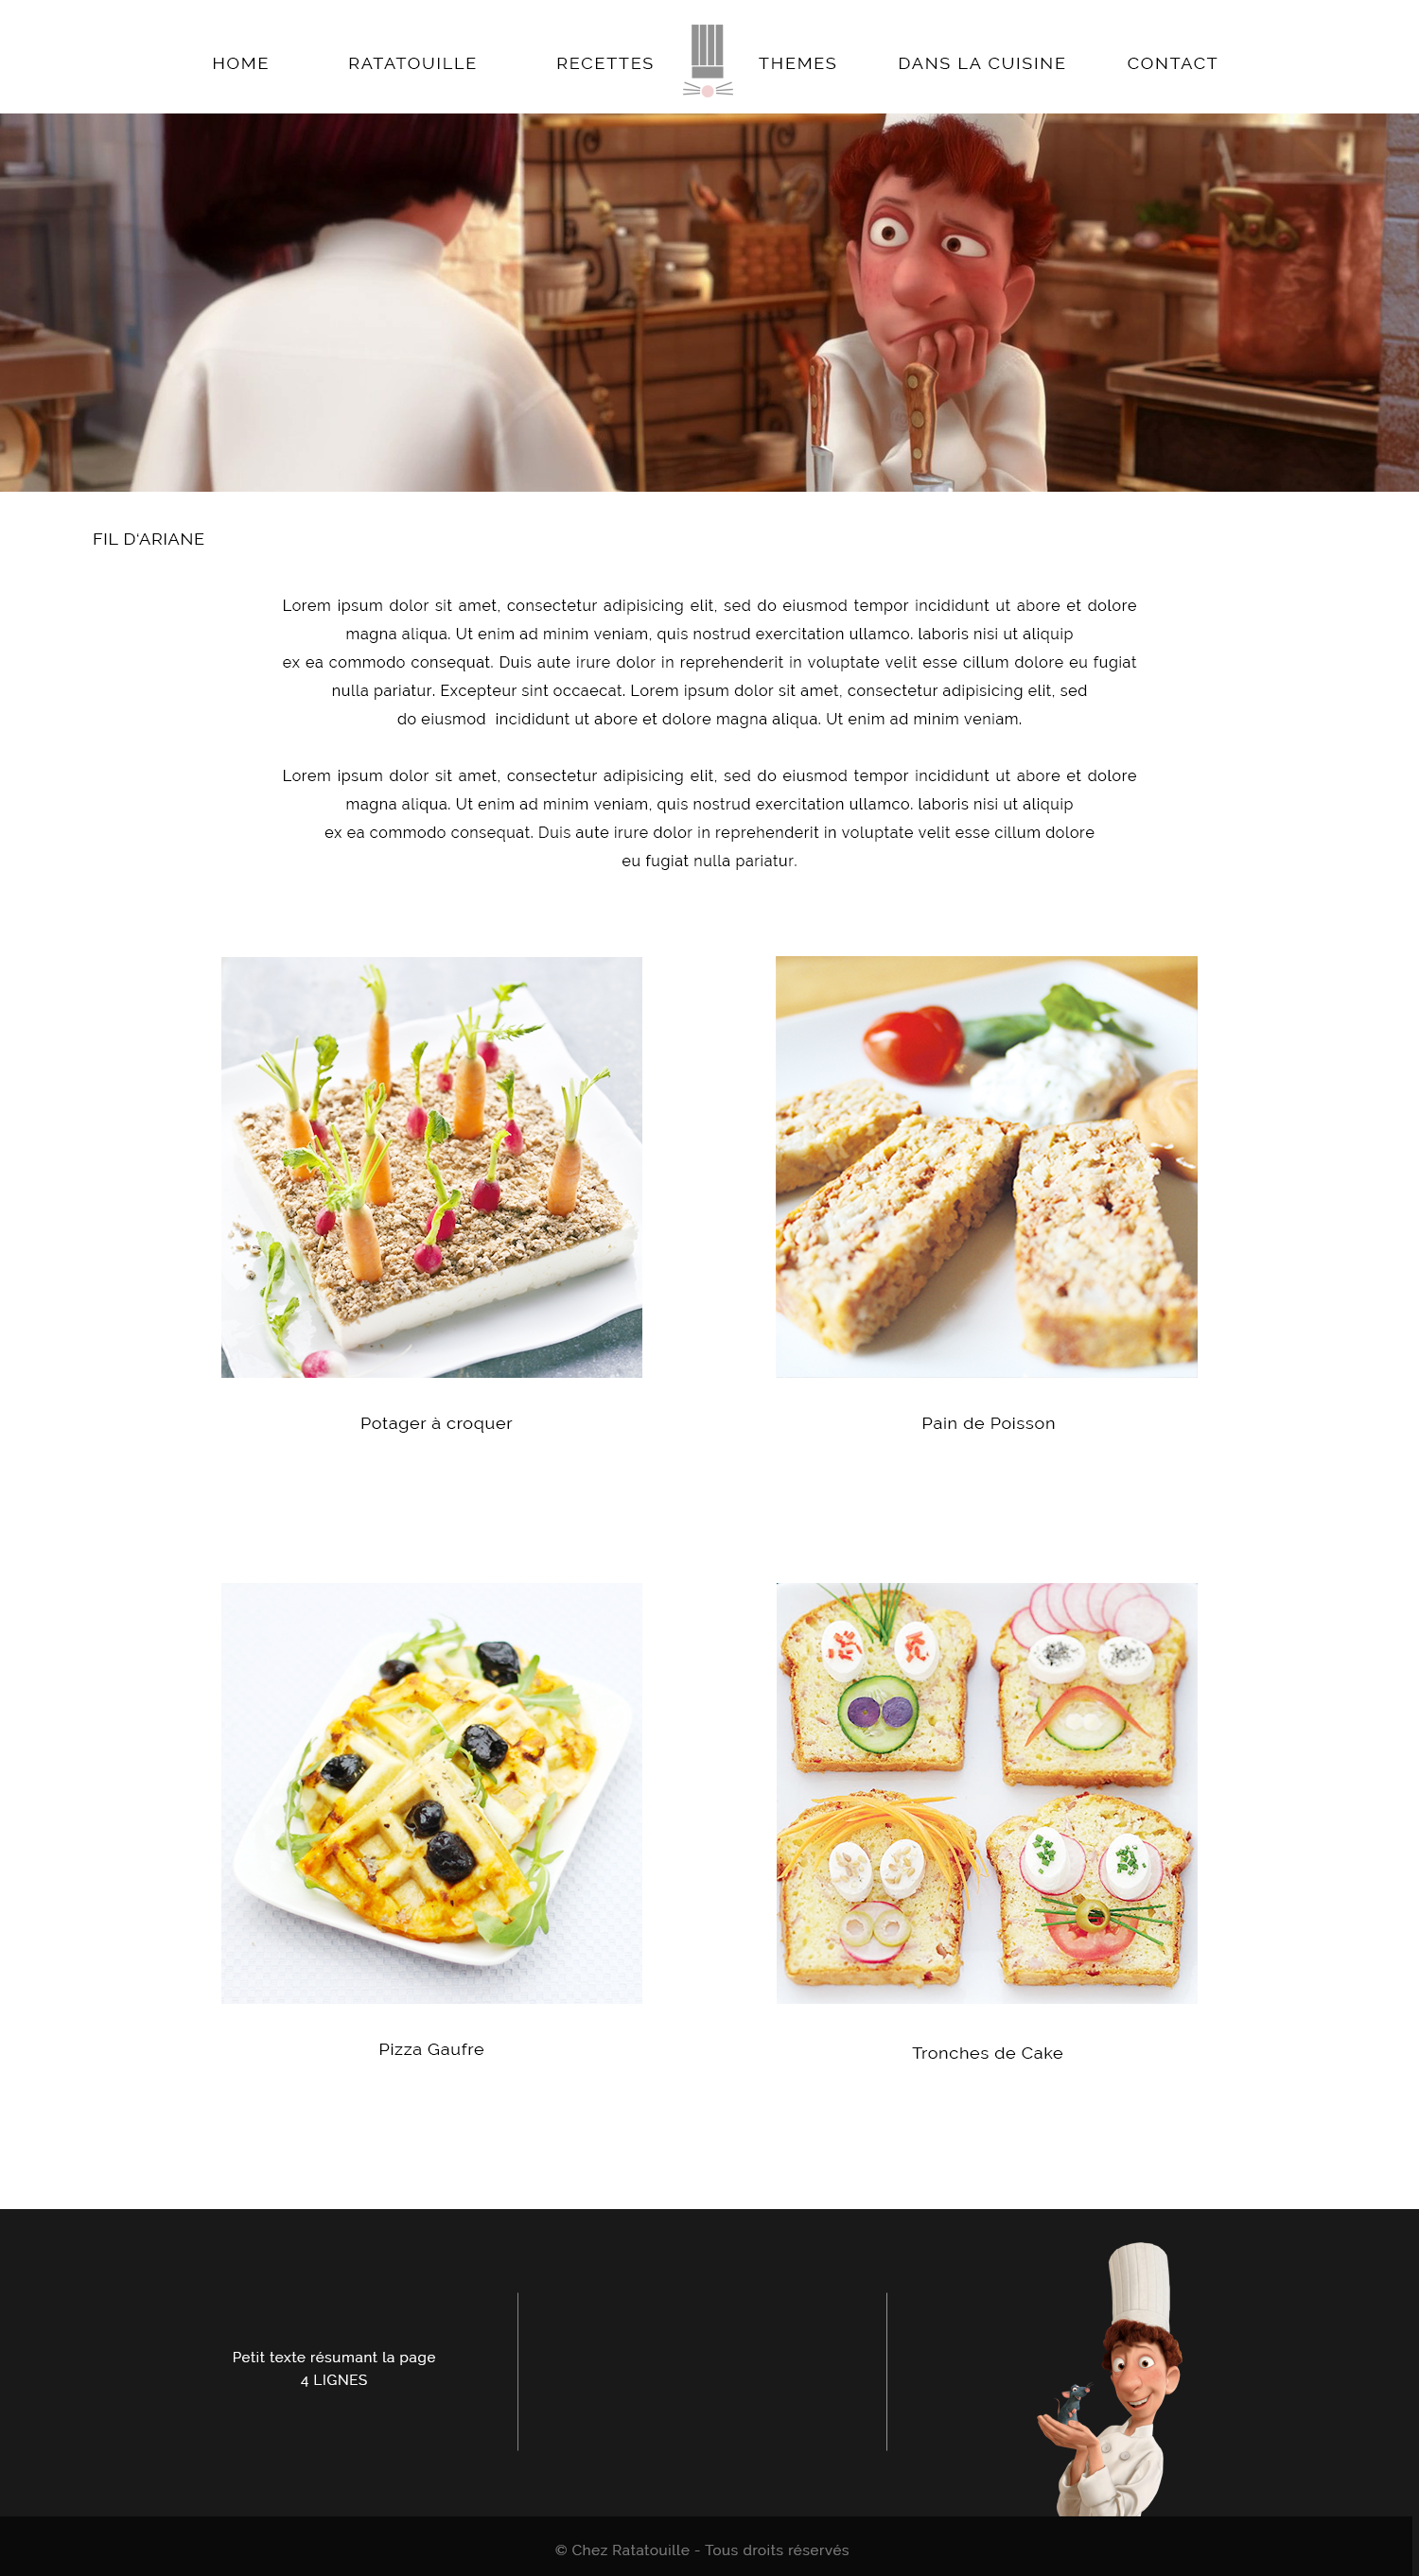 HOME RATATOUILLE RECETTES THEMES DANS LA CUISINE CONTACT
FIL D'ARIANE
Lorem ipsum dolor sit amet, consectetur adipisicing elit, sed do eiusmod tempor incididunt ut abore et dolore
magna aliqua. Ut enim ad minim veniam, quis nostrud exercitation ullamco. laboris nisi ut aliquip
ex ea commodo consequat. Duis aute irure dolor in reprehenderit in voluptate velit esse cillum dolore eu fugiat
nulla pariatur. Excepteur sint occaecat. Lorem ipsum dolor sit amet, consectetur adipisicing elit, sed
do eiusmod  incididunt ut abore et dolore magna aliqua. Ut enim ad minim veniam.
Lorem ipsum dolor sit amet, consectetur adipisicing elit, sed do eiusmod tempor incididunt ut abore et dolore
magna aliqua. Ut enim ad minim veniam, quis nostrud exercitation ullamco. laboris nisi ut aliquip
ex ea commodo consequat. Duis aute irure dolor in reprehenderit in voluptate velit esse cillum dolore
eu fugiat nulla pariatur.
Potager à croquer
Pain de Poisson
Pizza Gaufre
Tronches de Cake
Petit texte résumant la page
4 LIGNES
© Chez Ratatouille - Tous droits réservés